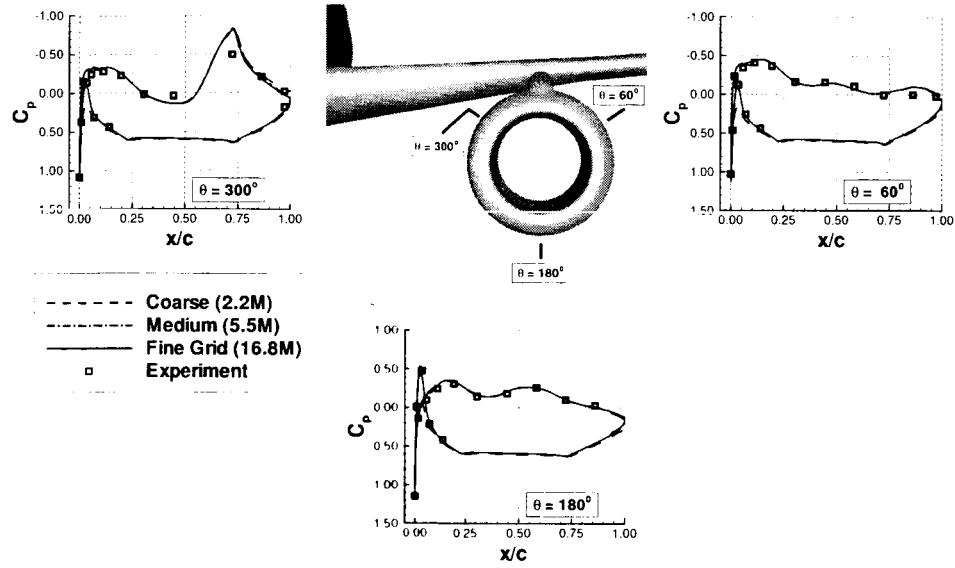 -1.00
-0.50
0.00
0.50
1.00
1.50
Cp
0.00 0.25 0.50 0.75 1.00
x/c
θ = 300°
θ = 300°
θ = 60°
θ = 180°
-1.00
-0.50
0.00
0.50
1.00
1.50
Cp
0.00 0.25 0.50 0.75 1.00
x/c
θ = 60°
Coarse (2.2M)
Medium (5.5M)
Fine Grid (16.8M)
Experiment
1.00
0.50
0.00
0.50
1.00
1.50
Cp
0.00 0.25 0.50 0.75 1.00
x/c
θ = 180°